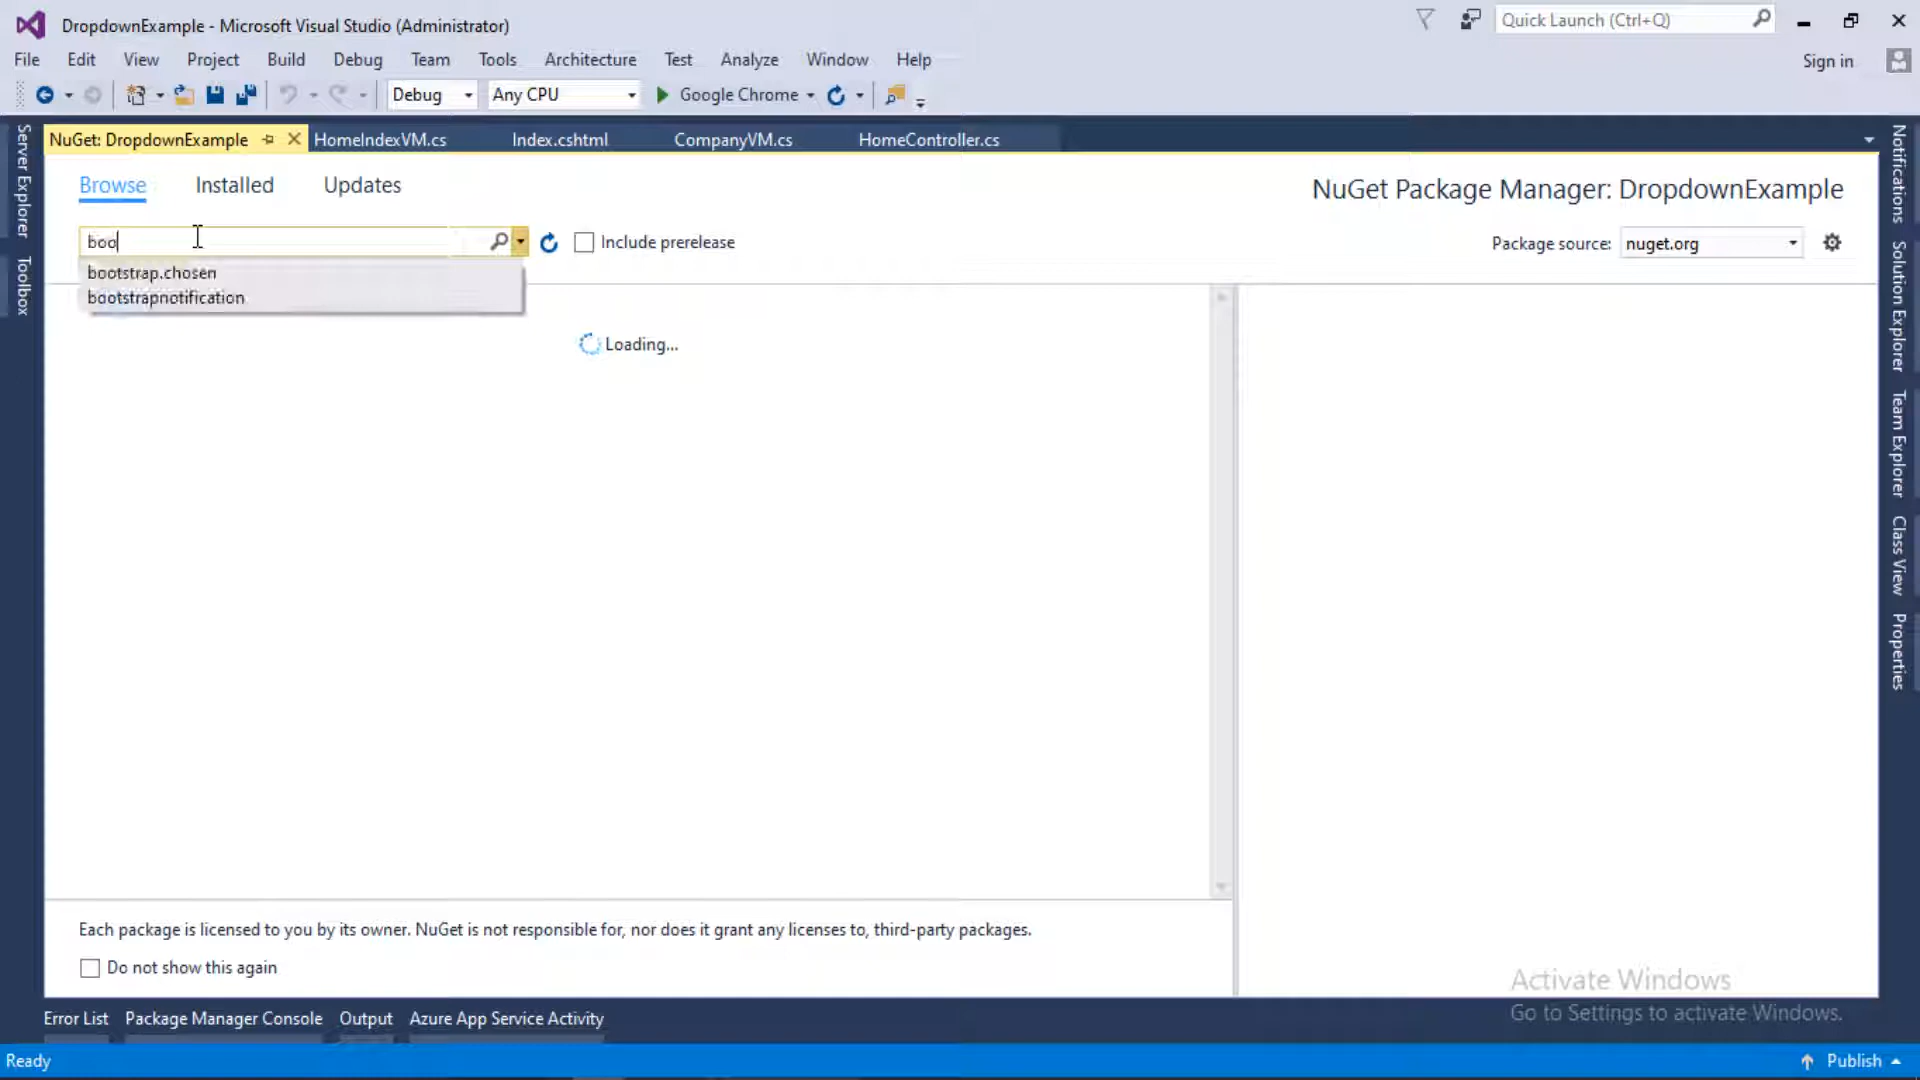 DropdownExample - Microsoft Visual Studio (Administrator)
Quick Launch (Ctrl+Q)
File Edit View Project Build Debug Team Tools Architecture Test Analyze Window Help
Sign in
Debug Any CPU Google Chrome
NuGet: DropdownExample HomeIndexVM.cs Index.cshtml CompanyVM.cs HomeController.cs
Browse Installed Updates
NuGet Package Manager: DropdownExample
boo
Include prerelease
Package source: nuget.org
bootstrap.chosen
bootstrapnotification
Loading...
Server Explorer
Toolbox
Notifications
Solution Explorer
Team Explorer
Class View
Properties
Each package is licensed to you by its owner. NuGet is not responsible for, nor does it grant any licenses to, third-party packages.
Do not show this again
Activate Windows
Go to Settings to activate Windows.
Error List Package Manager Console Output Azure App Service Activity
Ready
Publish